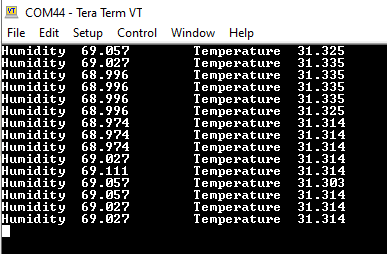 COM44 - Tera Term VT
File Edit Setup Control Window Help
Humidity 69.057 Temperature 31.325
Humidity 69.027 Temperature 31.335
Humidity 68.996 Temperature 31.335
Humidity 68.996 Temperature 31.335
Humidity 68.996 Temperature 31.335
Humidity 68.996 Temperature 31.325
Humidity 68.974 Temperature 31.314
Humidity 68.974 Temperature 31.314
Humidity 68.974 Temperature 31.314
Humidity 69.027 Temperature 31.314
Humidity 69.111 Temperature 31.314
Humidity 69.057 Temperature 31.303
Humidity 69.057 Temperature 31.314
Humidity 69.027 Temperature 31.314
Humidity 69.027 Temperature 31.314